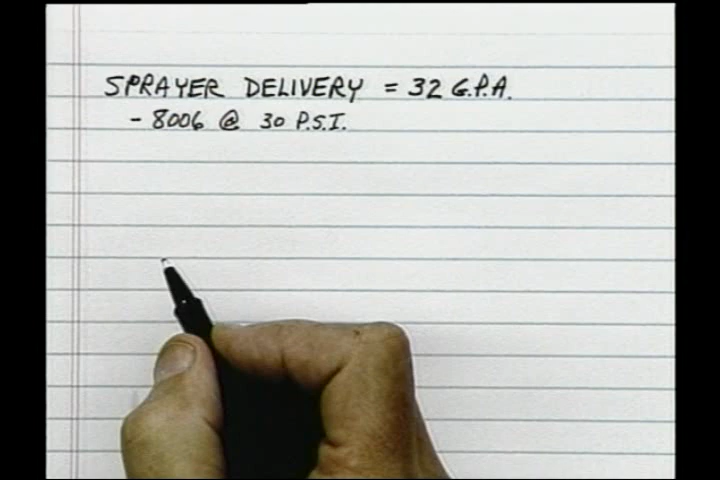 SPRAYER DELIVERY = 32 G.P.A.
- 8006 @ 30 P.S.I.